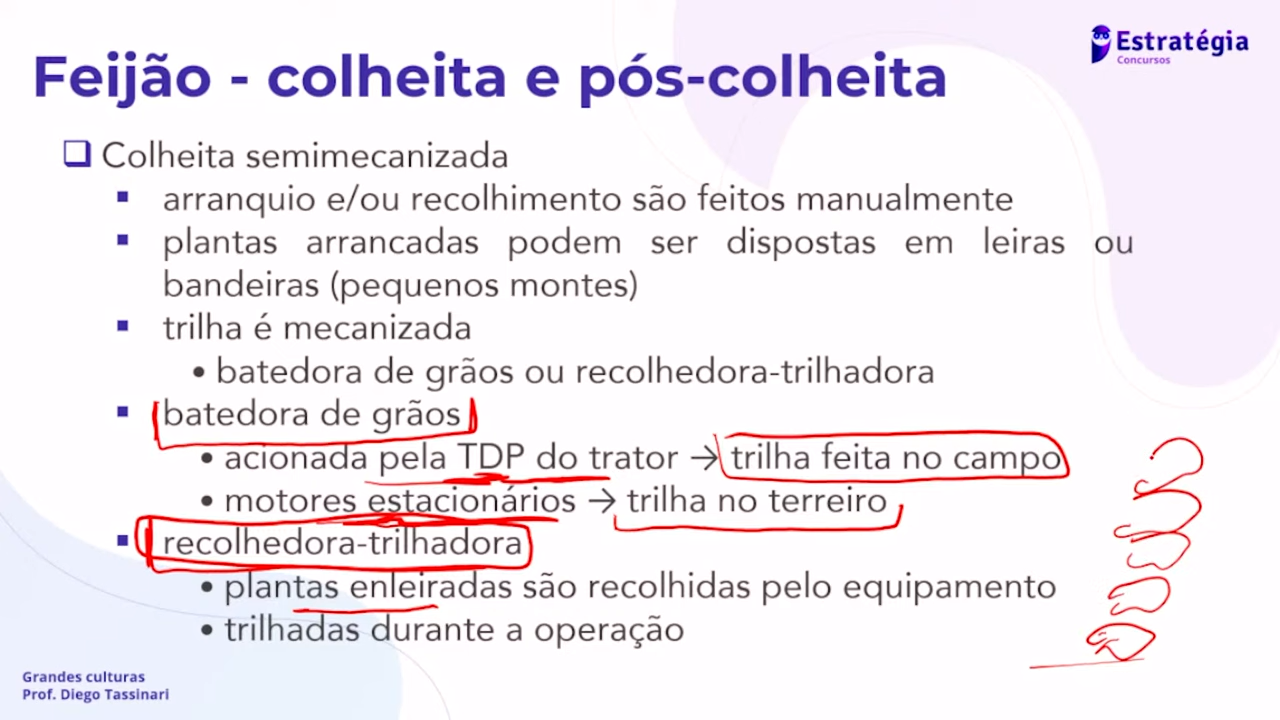 Estratégia
Concursos
Feijão - colheita e pós-colheita
Colheita semimecanizada
arranquio e/ou recolhimento são feitos manualmente
plantas arrancadas podem ser dispostas em leiras ou
bandeiras (pequenos montes)
trilha é mecanizada
• batedora de grãos ou recolhedora-trilhadora
batedora de grãos
• acionada pela TDP do trator → trilha feita no campo
• motores estacionários → trilha no terreiro
recolhedora-trilhadora
• plantas enleiradas são recolhidas pelo equipamento
• trilhadas durante a operação
Grandes culturas
Prof. Diego Tassinari